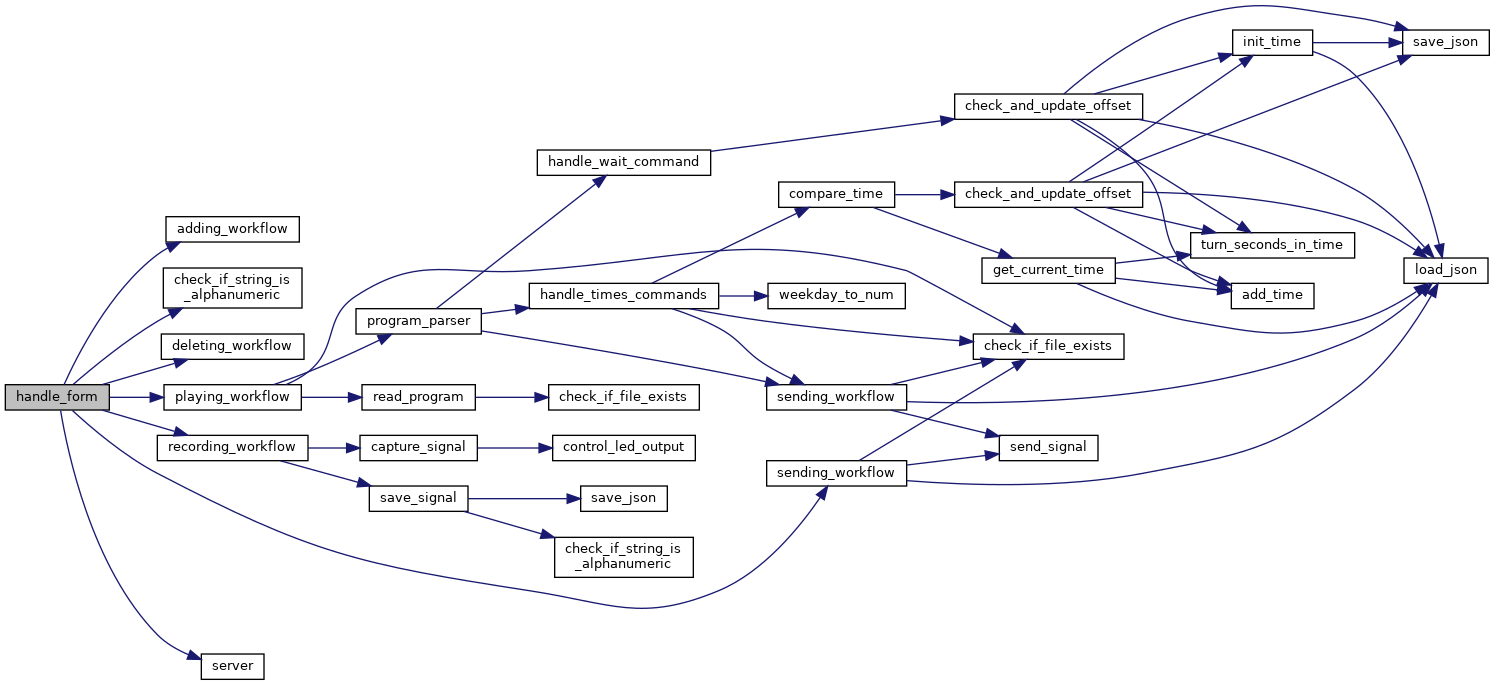 handle_form
adding_workflow
check_if_string_is
_alphanumeric
deleting_workflow
playing_workflow
recording_workflow
server
program_parser
read_program
capture_signal
save_signal
handle_wait_command
handle_times_commands
check_if_file_exists
control_led_output
save_json
check_if_string_is
_alphanumeric
compare_time
weekday_to_num
sending_workflow
sending_workflow
check_and_update_offset
check_and_update_offset
get_current_time
check_if_file_exists
send_signal
init_time
turn_seconds_in_time
add_time
save_json
load_json